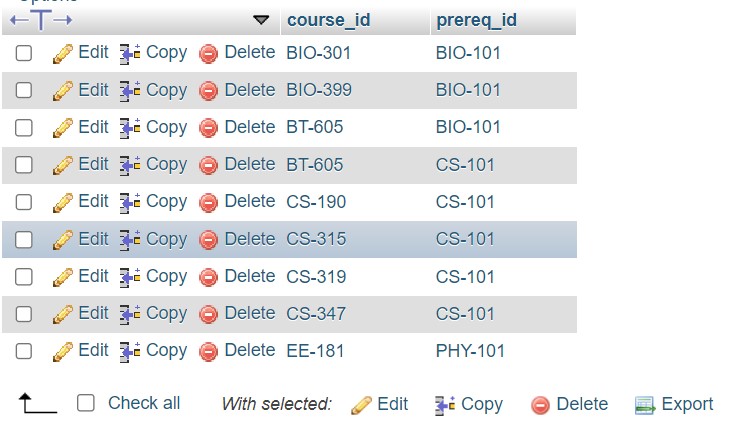 Options
course_id prereq_id
Edit Copy Delete BIO-301 BIO-101
Edit Copy Delete BIO-399 BIO-101
Edit Copy Delete BT-605 BIO-101
Edit Copy Delete BT-605 CS-101
Edit Copy Delete CS-190 CS-101
Edit Copy Delete CS-315 CS-101
Edit Copy Delete CS-319 CS-101
Edit Copy Delete CS-347 CS-101
Edit Copy Delete EE-181 PHY-101
Check all With selected: Edit Copy Delete Export